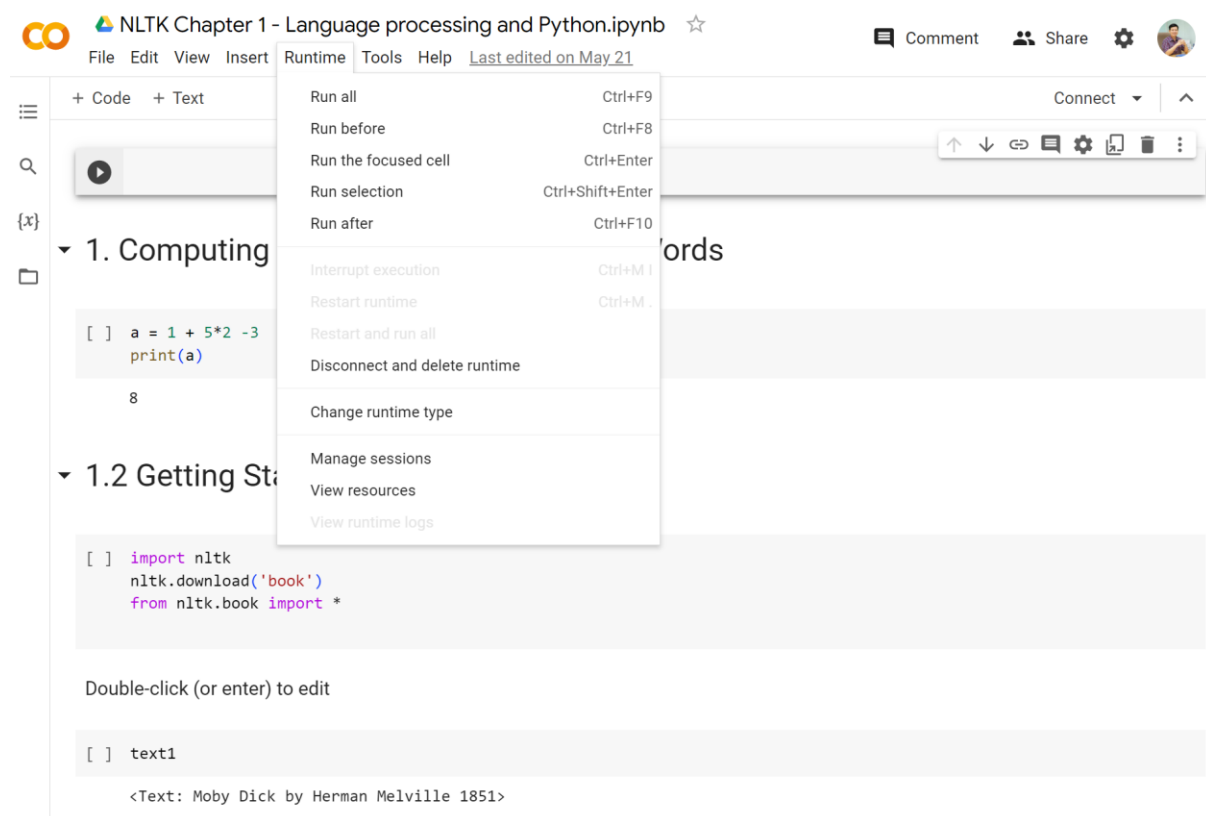 NLTK Chapter 1 - Language processing and Python.ipynb
File Edit View Insert Runtime Tools Help Last edited on May 21
Comment Share
+ Code + Text
Connect
Run all Ctrl+F9
Run before Ctrl+F8
Run the focused cell Ctrl+Enter
Run selection Ctrl+Shift+Enter
Run after Ctrl+F10
Interrupt execution Ctrl+M I
Restart runtime Ctrl+M .
Restart and run all
Disconnect and delete runtime
Change runtime type
Manage sessions
View resources
View runtime logs
{x}
1. Computing ords
[ ] a = 1 + 5*2 -3
print(a)
8
1.2 Getting Sta
[ ] import nltk
nltk.download('book')
from nltk.book import *
Double-click (or enter) to edit
[ ] text1
<Text: Moby Dick by Herman Melville 1851>